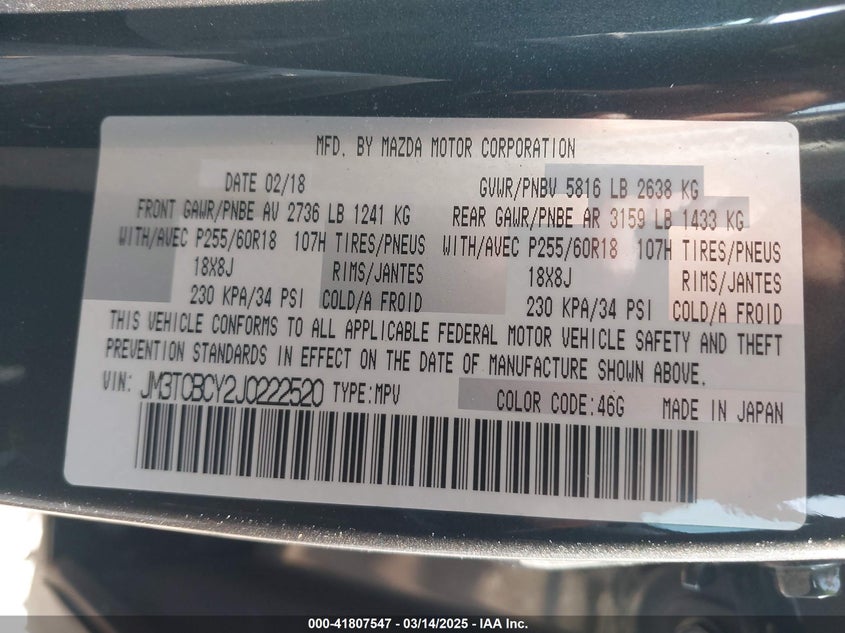 MFD. BY MAZDA MOTOR CORPORATION
DATE 02/18 GVWR/PNBV 5816 LB 2638 KG
FRONT GAWR/PNBE AV 2736 LB 1241 KG REAR GAWR/PNBE AR 3159 LB 1433 KG
WITH/AVEC P255/60R18 107H TIRES/PNEUS WITH/AVEC P255/60R18 107H TIRES/PNEUS
18X8J RIMS/JANTES 18X8J RIMS/JANTES
230 KPA/34 PSI COLD/A FROID 230 KPA/34 PSI COLD/A FROID
THIS VEHICLE CONFORMS TO ALL APPLICABLE FEDERAL MOTOR VEHICLE SAFETY AND THEFT
PREVENTION STANDARDS IN EFFECT ON THE DATE OF MANUFACTURE SHOWN ABOVE.
VIN: JM3TCBCY2J0222520 TYPE:MPV COLOR CODE:46G MADE IN JAPAN
000-41807547 - 03/14/2025 - IAA Inc.